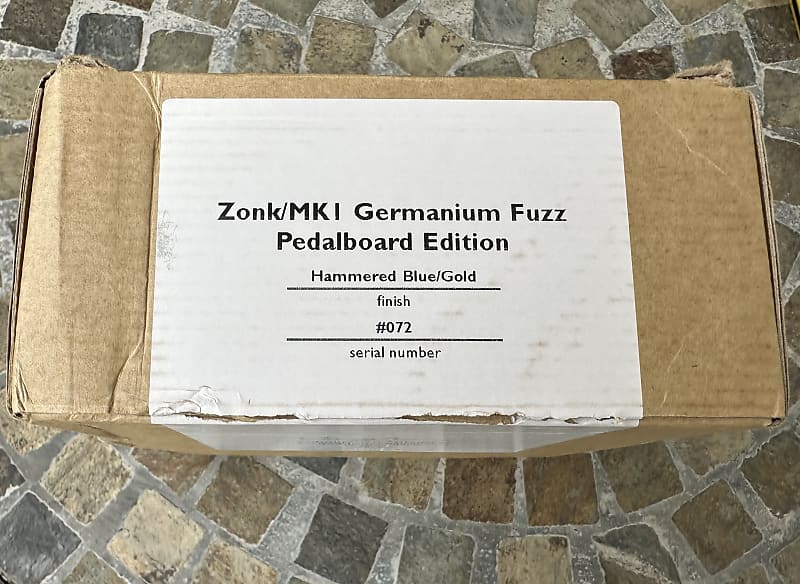 Zonk/MK1 Germanium Fuzz
Pedalboard Edition
Hammered Blue/Gold
finish
#072
serial number